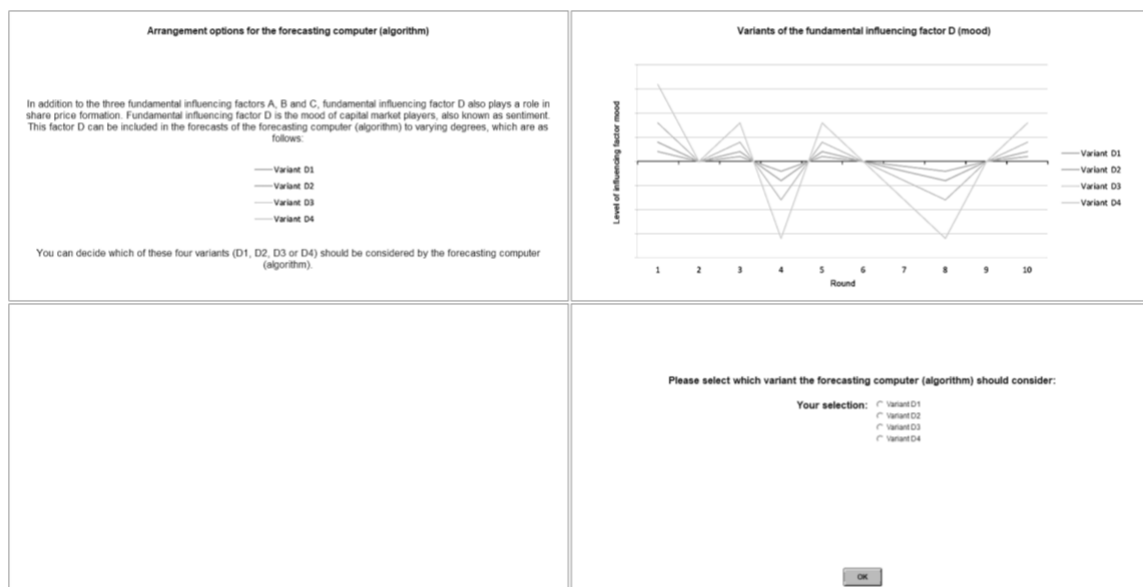 Arrangement options for the forecasting computer (algorithm)
In addition to the three fundamental influencing factors A, B and C, fundamental influencing factor D also plays a role in
share price formation. Fundamental influencing factor D is the mood of capital market players, also known as sentiment.
This factor D can be included in the forecasts of the forecasting computer (algorithm) to varying degrees, which are as
follows:
Variant D1
Variant D2
Variant D3
Variant D4
You can decide which of these four variants (D1, D2, D3 or D4) should be considered by the forecasting computer
(algorithm).
Variants of the fundamental influencing factor D (mood)
Level of influencing factor mood
1 2 3 4 5 6 7 8 9 10
Round
Variant D1
Variant D2
Variant D3
Variant D4
Please select which variant the forecasting computer (algorithm) should consider:
Your selection:
Variant D1
Variant D2
Variant D3
Variant D4
OK